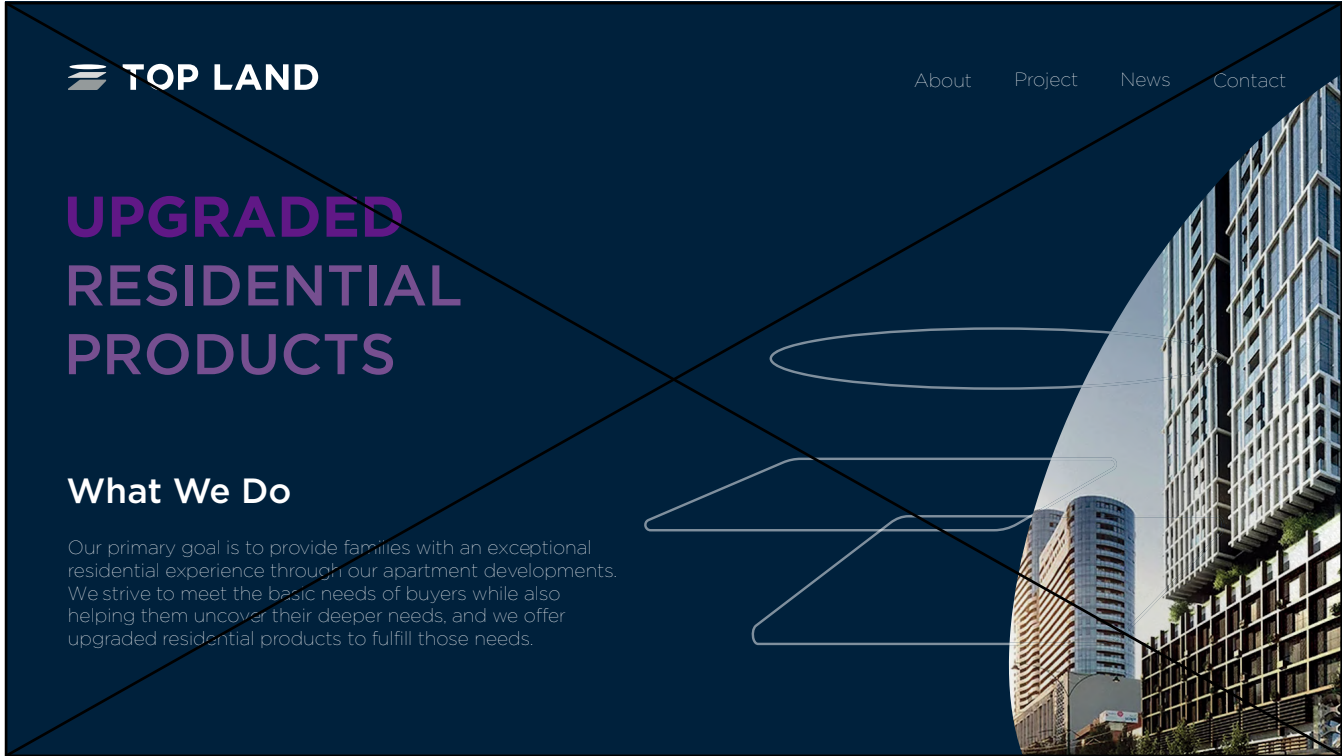 TOP LAND
About Project News Contact
UPGRADED
RESIDENTIAL
PRODUCTS
What We Do
Our primary goal is to provide families with an exceptional
residential experience through our apartment developments.
We strive to meet the basic needs of buyers while also
helping them uncover their deeper needs, and we offer
upgraded residential products to fulfill those needs.